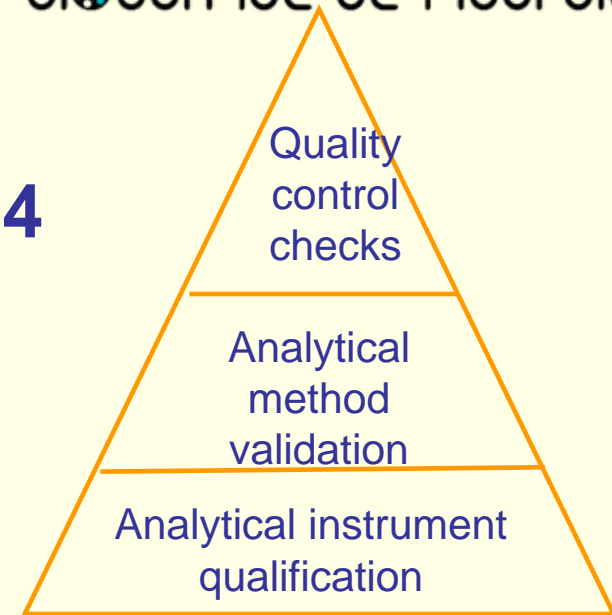 4
Quality
control
checks
Analytical
method
validation
Analytical instrument
qualification